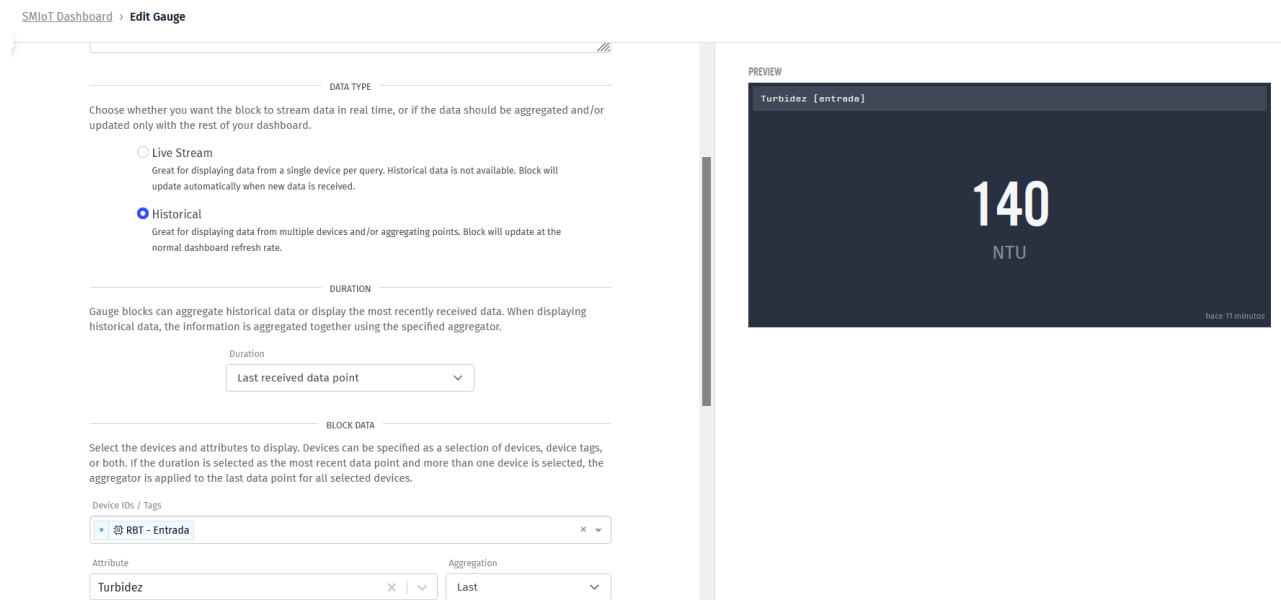 SMIoT Dashboard › Edit Gauge
DATA TYPE
Choose whether you want the block to stream data in real time, or if the data should be aggregated and/or
updated only with the rest of your dashboard.
Live Stream
Great for displaying data from a single device per query. Historical data is not available. Block will
update automatically when new data is received.
Historical
Great for displaying data from multiple devices and/or aggregating points. Block will update at the
normal dashboard refresh rate.
DURATION
Gauge blocks can aggregate historical data or display the most recently received data. When displaying
historical data, the information is aggregated together using the specified aggregator.
Duration
Last received data point
BLOCK DATA
Select the devices and attributes to display. Devices can be specified as a selection of devices, device tags,
or both. If the duration is selected as the most recent data point and more than one device is selected, the
aggregator is applied to the last data point for all selected devices.
Device IDs / Tags
× RBT - Entrada ×
Attribute
Turbidez
Aggregation
Last
PREVIEW
Turbidez [entrada]
140
NTU
hace 11 minutos